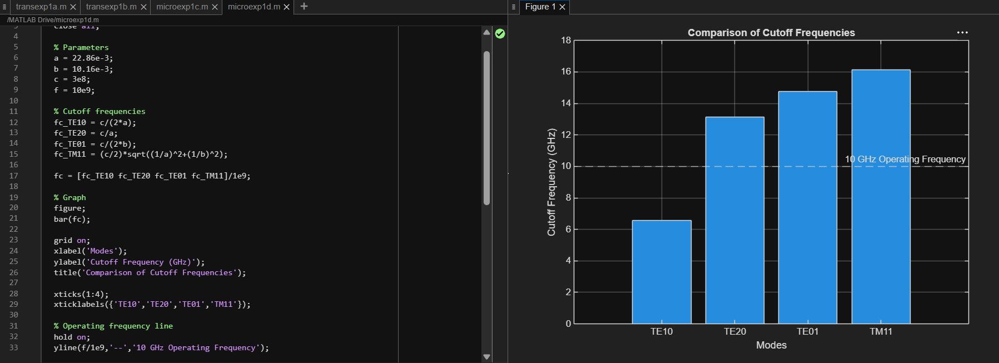 transexp1a.m
transexp1b.m
microexp1c.m
microexp1d.m
/MATLAB Drive/microexp1d.m
3 close all;
4
5 % Parameters
6 a = 22.86e-3;
7 b = 10.16e-3;
8 c = 3e8;
9 f = 10e9;
10
11 % Cutoff frequencies
12 fc_TE10 = c/(2*a);
13 fc_TE20 = c/a;
14 fc_TE01 = c/(2*b);
15 fc_TM11 = (c/2)*sqrt((1/a)^2+(1/b)^2);
16
17 fc = [fc_TE10 fc_TE20 fc_TE01 fc_TM11]/1e9;
18
19 % Graph
20 figure;
21 bar(fc);
22
23 grid on;
24 xlabel('Modes');
25 ylabel('Cutoff Frequency (GHz)');
26 title('Comparison of Cutoff Frequencies');
27
28 xticks(1:4);
29 xticklabels({'TE10','TE20','TE01','TM11'});
30
31 % Operating frequency line
32 hold on;
33 yline(f/1e9,'--','10 GHz Operating Frequency');
Figure 1
Comparison of Cutoff Frequencies
Cutoff Frequency (GHz)
18
16
14
12
10
8
6
4
2
0
10 GHz Operating Frequency
TE10 TE20 TE01 TM11
Modes